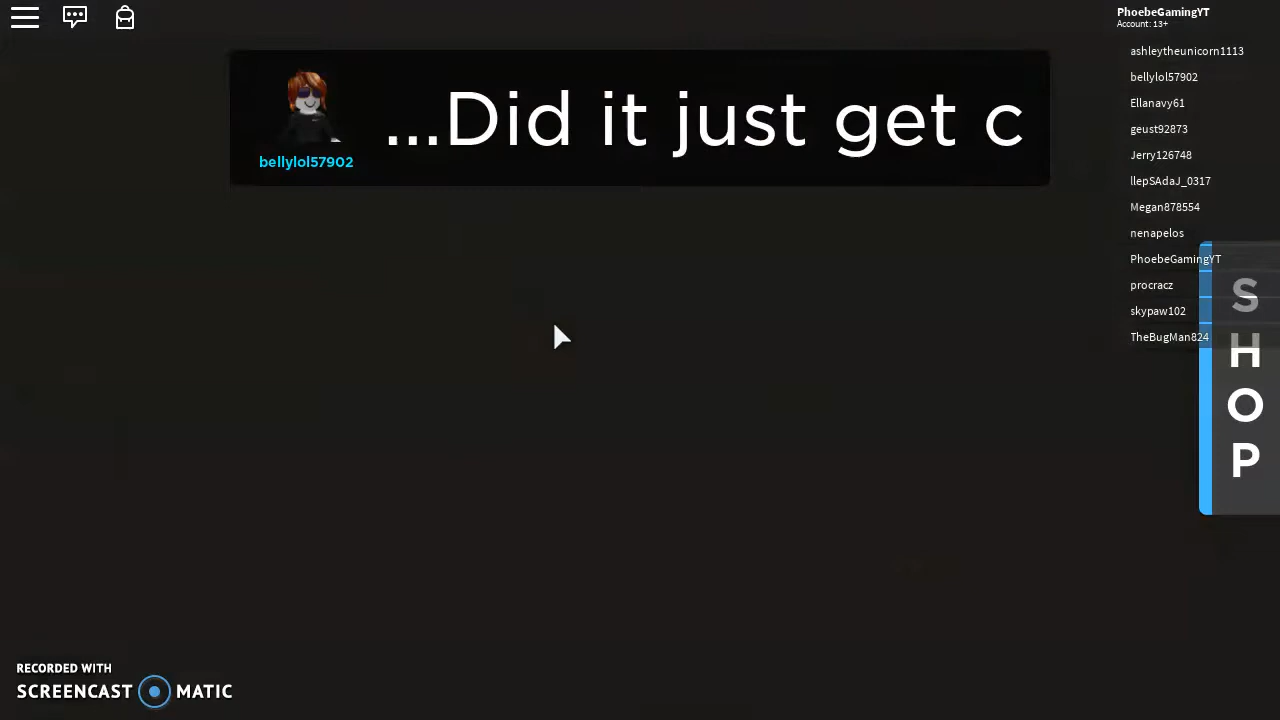 PhoebeGamingYT
Account: 13+
...Did it just get c
bellylol57902
ashleytheunicorn1113
bellylol57902
Ellanavy61
geust92873
Jerry126748
llepSAdaJ_0317
Megan878554
nenapelos
PhoebeGamingYT
procracz
skypaw102
TheBugMan824
SHOP
RECORDED WITH
SCREENCAST MATIC